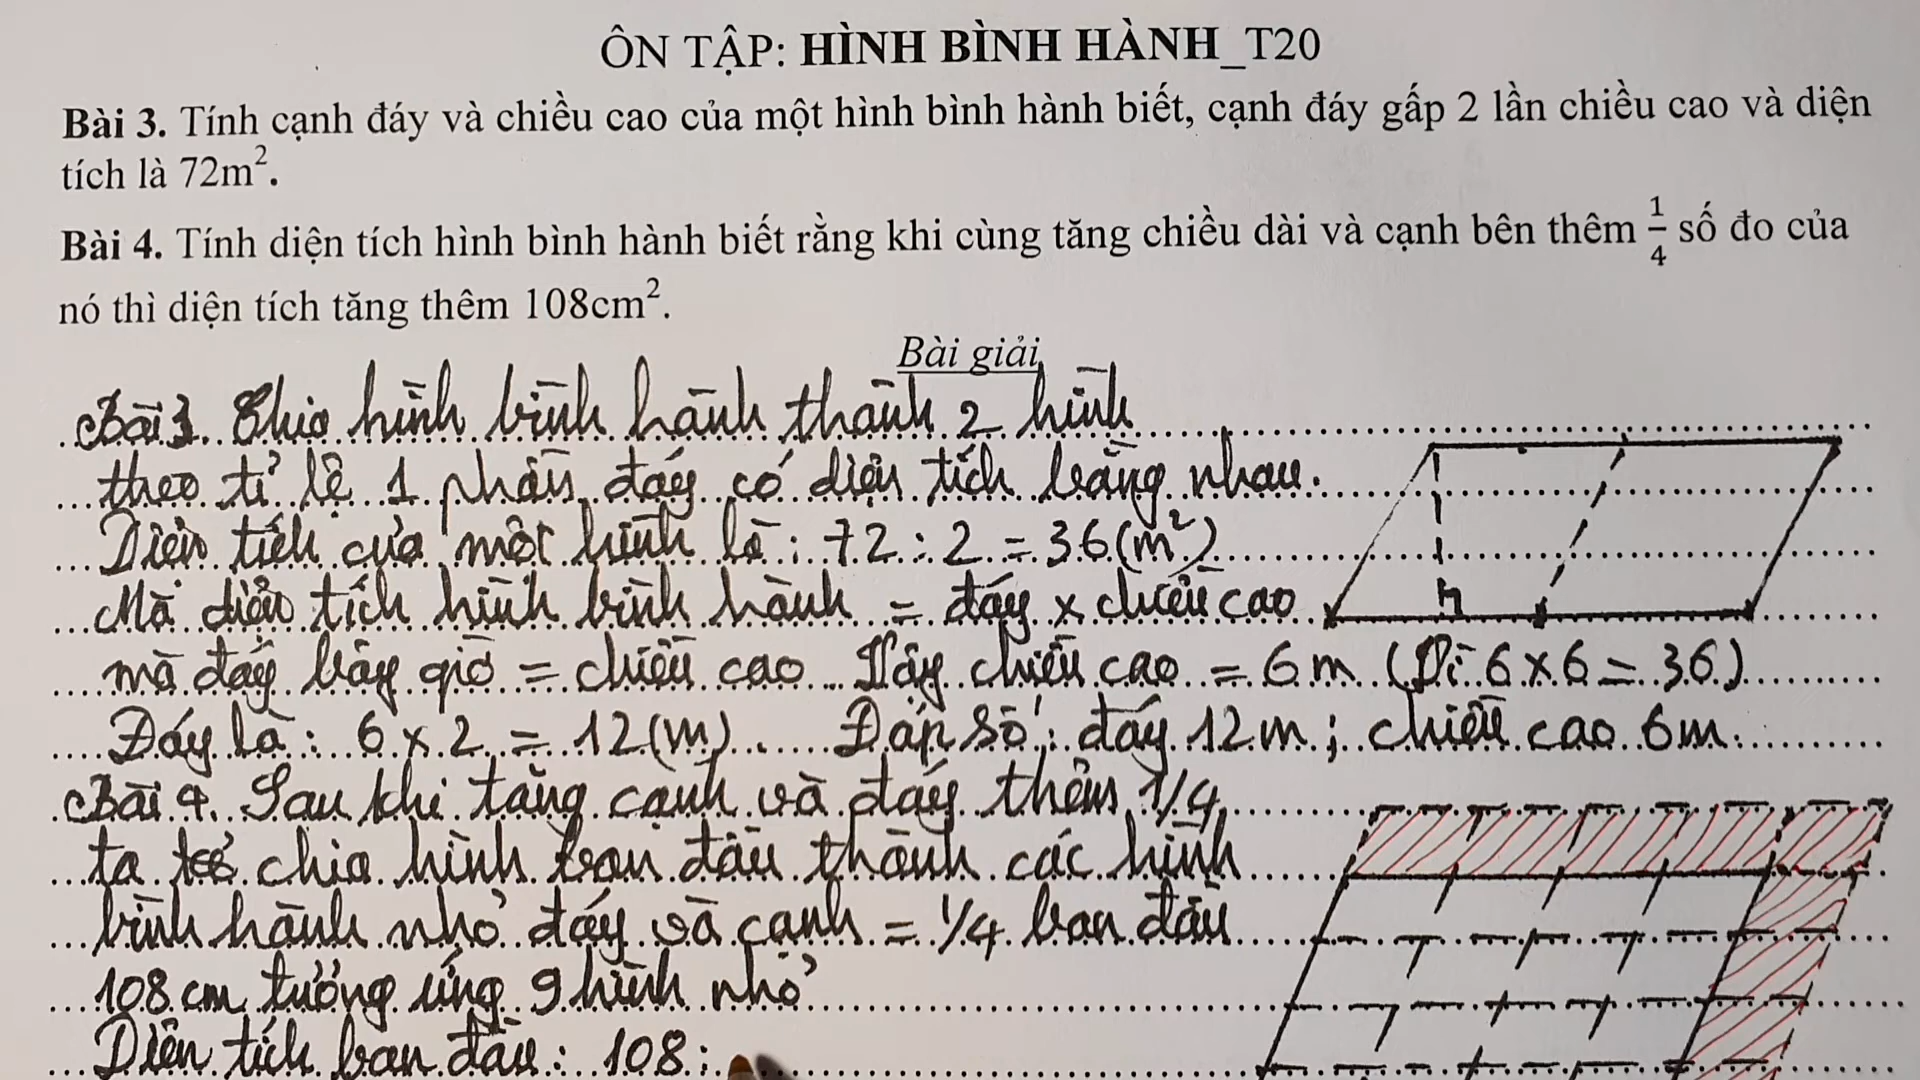 ÔN TẬP: HÌNH BÌNH HÀNH_T20
Bài 3. Tính cạnh đáy và chiều cao của một hình bình hành biết, cạnh đáy gấp 2 lần chiều cao và diện
tích là 72m².
Bài 4. Tính diện tích hình bình hành biết rằng khi cùng tăng chiều dài và cạnh bên thêm 1/4 số đo của
nó thì diện tích tăng thêm 108cm².
Bài giải
Bài 3. Chia hình bình hành thành 2 hình
theo tỉ lệ 1 phần đáy có diện tích bằng nhau.
Diện tích của một hình là : 72 : 2 = 36 (m²)
Mà diện tích hình bình hành = đáy x chiều cao
mà đáy bây giờ = chiều cao Vậy chiều cao = 6 m (Vì 6 x 6 = 36)
Đáy là : 6 x 2 = 12 (m) Đáp số : đáy 12 m ; chiều cao 6m.
Bài 4. Sau khi tăng cạnh và đáy thêm 1/4
ta chia hình ban đầu thành các hình
bình hành nhỏ đáy và cạnh = 1/4 ban đầu
108 cm tương ứng 9 hình nhỏ
Diện tích ban đầu : 108 :